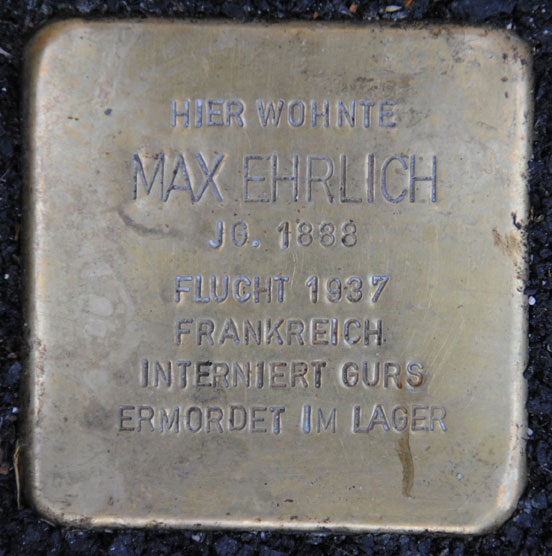 HIER WOHNTE
MAX EHRLICH
JG. 1888
FLUCHT 1937
FRANKREICH
INTERNIERT GURS
ERMORDET IM LAGER